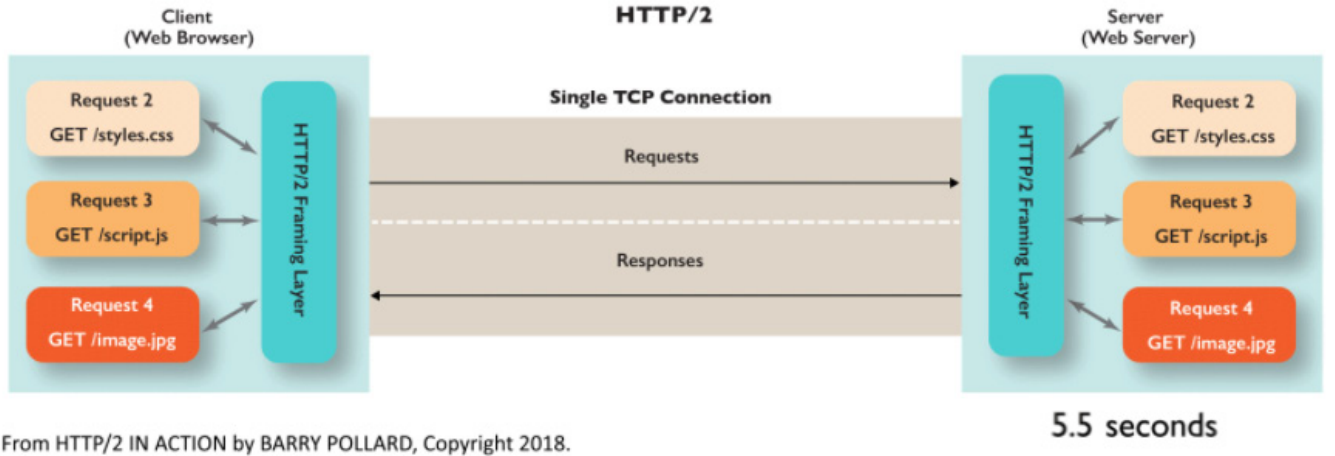 HTTP/2
Client
(Web Browser)
Server
(Web Server)
Request 2
GET /styles.css
Request 3
GET /script.js
Request 4
GET /image.jpg
HTTP/2 Framing Layer
Single TCP Connection
Requests
Responses
HTTP/2 Framing Layer
Request 2
GET /styles.css
Request 3
GET /script.js
Request 4
GET /image.jpg
5.5 seconds
From HTTP/2 IN ACTION by BARRY POLLARD, Copyright 2018.